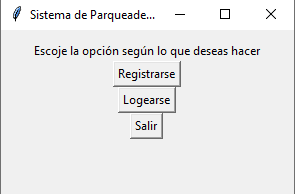 Sistema de Parqueade...
Escoje la opción según lo que deseas hacer
Registrarse
Logearse
Salir